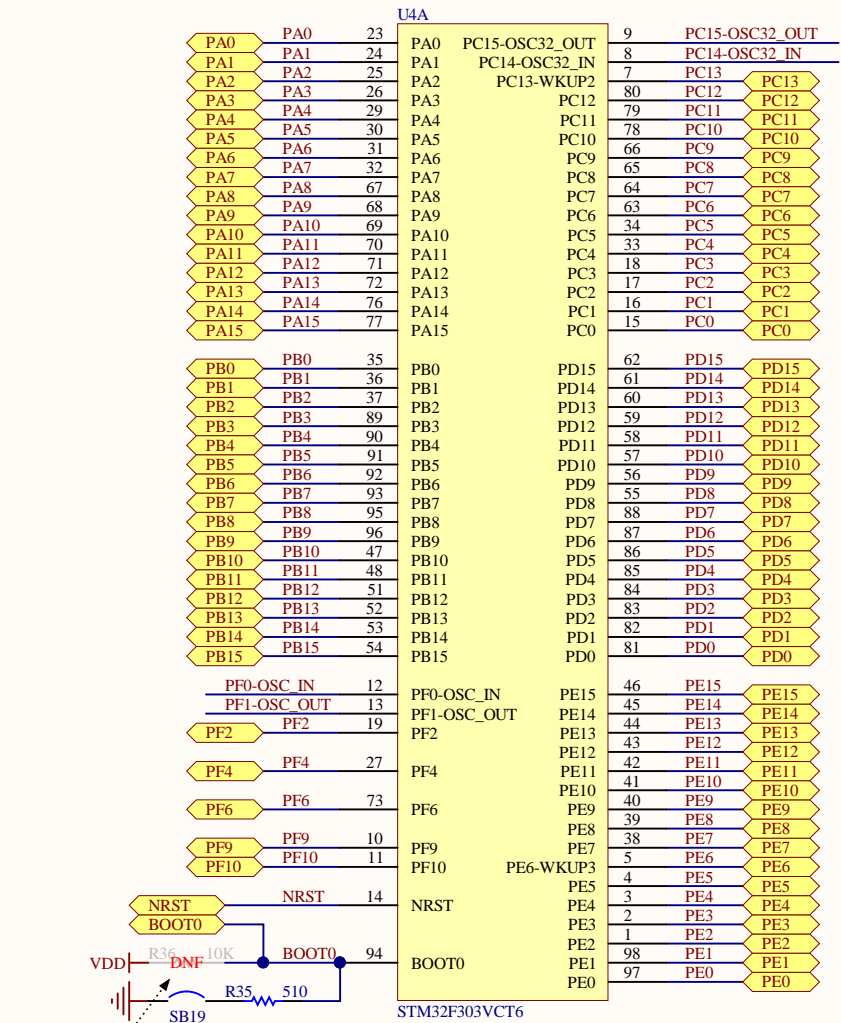 U4A
PA0 PA0 23 PA0 PC15-OSC32_OUT 9 PC15-OSC32_OUT
PA1 PA1 24 PA1 PC14-OSC32_IN 8 PC14-OSC32_IN
PA2 PA2 25 PA2 PC13-WKUP2 7 PC13 PC13
PA3 PA3 26 PA3 PC12 80 PC12 PC12
PA4 PA4 29 PA4 PC11 79 PC11 PC11
PA5 PA5 30 PA5 PC10 78 PC10 PC10
PA6 PA6 31 PA6 PC9 66 PC9 PC9
PA7 PA7 32 PA7 PC8 65 PC8 PC8
PA8 PA8 67 PA8 PC7 64 PC7 PC7
PA9 PA9 68 PA9 PC6 63 PC6 PC6
PA10 PA10 69 PA10 PC5 34 PC5 PC5
PA11 PA11 70 PA11 PC4 33 PC4 PC4
PA12 PA12 71 PA12 PC3 18 PC3 PC3
PA13 PA13 72 PA13 PC2 17 PC2 PC2
PA14 PA14 76 PA14 PC1 16 PC1 PC1
PA15 PA15 77 PA15 PC0 15 PC0 PC0
PB0 PB0 35 PB0 PD15 62 PD15 PD15
PB1 PB1 36 PB1 PD14 61 PD14 PD14
PB2 PB2 37 PB2 PD13 60 PD13 PD13
PB3 PB3 89 PB3 PD12 59 PD12 PD12
PB4 PB4 90 PB4 PD11 58 PD11 PD11
PB5 PB5 91 PB5 PD10 57 PD10 PD10
PB6 PB6 92 PB6 PD9 56 PD9 PD9
PB7 PB7 93 PB7 PD8 55 PD8 PD8
PB8 PB8 95 PB8 PD7 88 PD7 PD7
PB9 PB9 96 PB9 PD6 87 PD6 PD6
PB10 PB10 47 PB10 PD5 86 PD5 PD5
PB11 PB11 48 PB11 PD4 85 PD4 PD4
PB12 PB12 51 PB12 PD3 84 PD3 PD3
PB13 PB13 52 PB13 PD2 83 PD2 PD2
PB14 PB14 53 PB14 PD1 82 PD1 PD1
PB15 PB15 54 PB15 PD0 81 PD0 PD0
PF0-OSC_IN 12 PF0-OSC_IN PE15 46 PE15 PE15
PF1-OSC_OUT 13 PF1-OSC_OUT PE14 45 PE14 PE14
PF2 PF2 19 PF2 PE13 44 PE13 PE13
PE12 43 PE12 PE12
PF4 PF4 27 PF4 PE11 42 PE11 PE11
PE10 41 PE10 PE10
PF6 PF6 73 PF6 PE9 40 PE9 PE9
PE8 39 PE8 PE8
PF9 PF9 10 PF9 PE7 38 PE7 PE7
PF10 PF10 11 PF10 PE6-WKUP3 5 PE6 PE6
PE5 4 PE5 PE5
NRST NRST 14 NRST PE4 3 PE4 PE4
BOOT0 PE3 2 PE3 PE3
PE2 1 PE2 PE2
VDD R36 DNF 10K BOOT0 94 BOOT0 PE1 98 PE1 PE1
PE0 97 PE0 PE0
R35 510
SB19 STM32F303VCT6